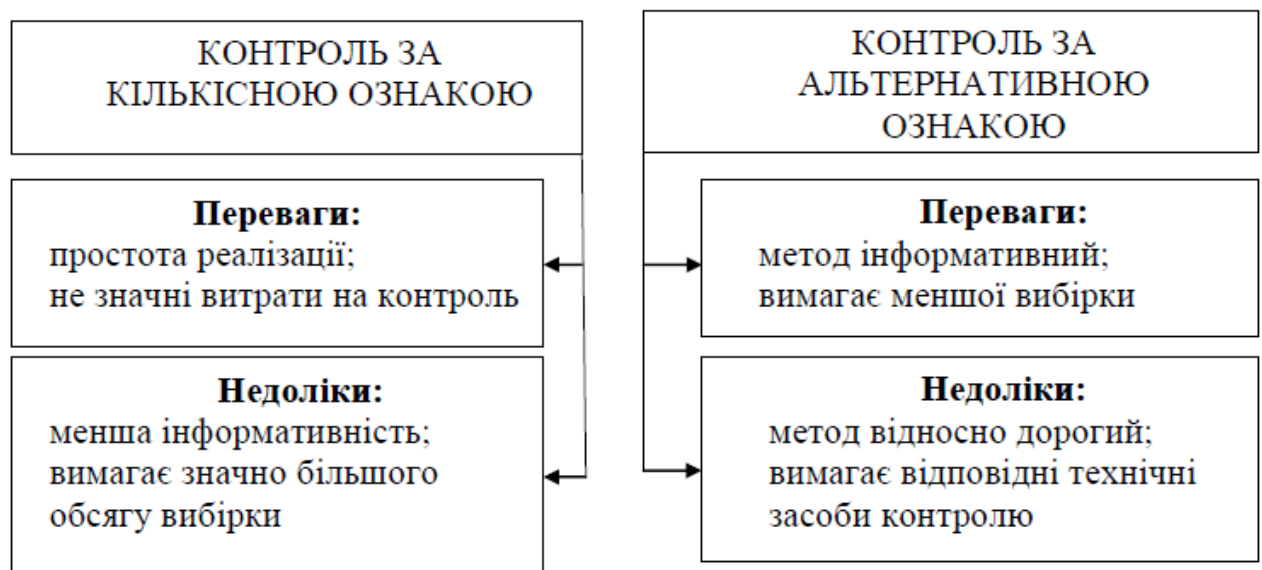 КОНТРОЛЬ ЗА
КІЛЬКІСНОЮ ОЗНАКОЮ
Переваги:
простота реалізації;
не значні витрати на контроль
Недоліки:
менша інформативність;
вимагає значно більшого
обсягу вибірки
КОНТРОЛЬ ЗА
АЛЬТЕРНАТИВНОЮ
ОЗНАКОЮ
Переваги:
метод інформативний;
вимагає меншої вибірки
Недоліки:
метод відносно дорогий;
вимагає відповідні технічні
засоби контролю